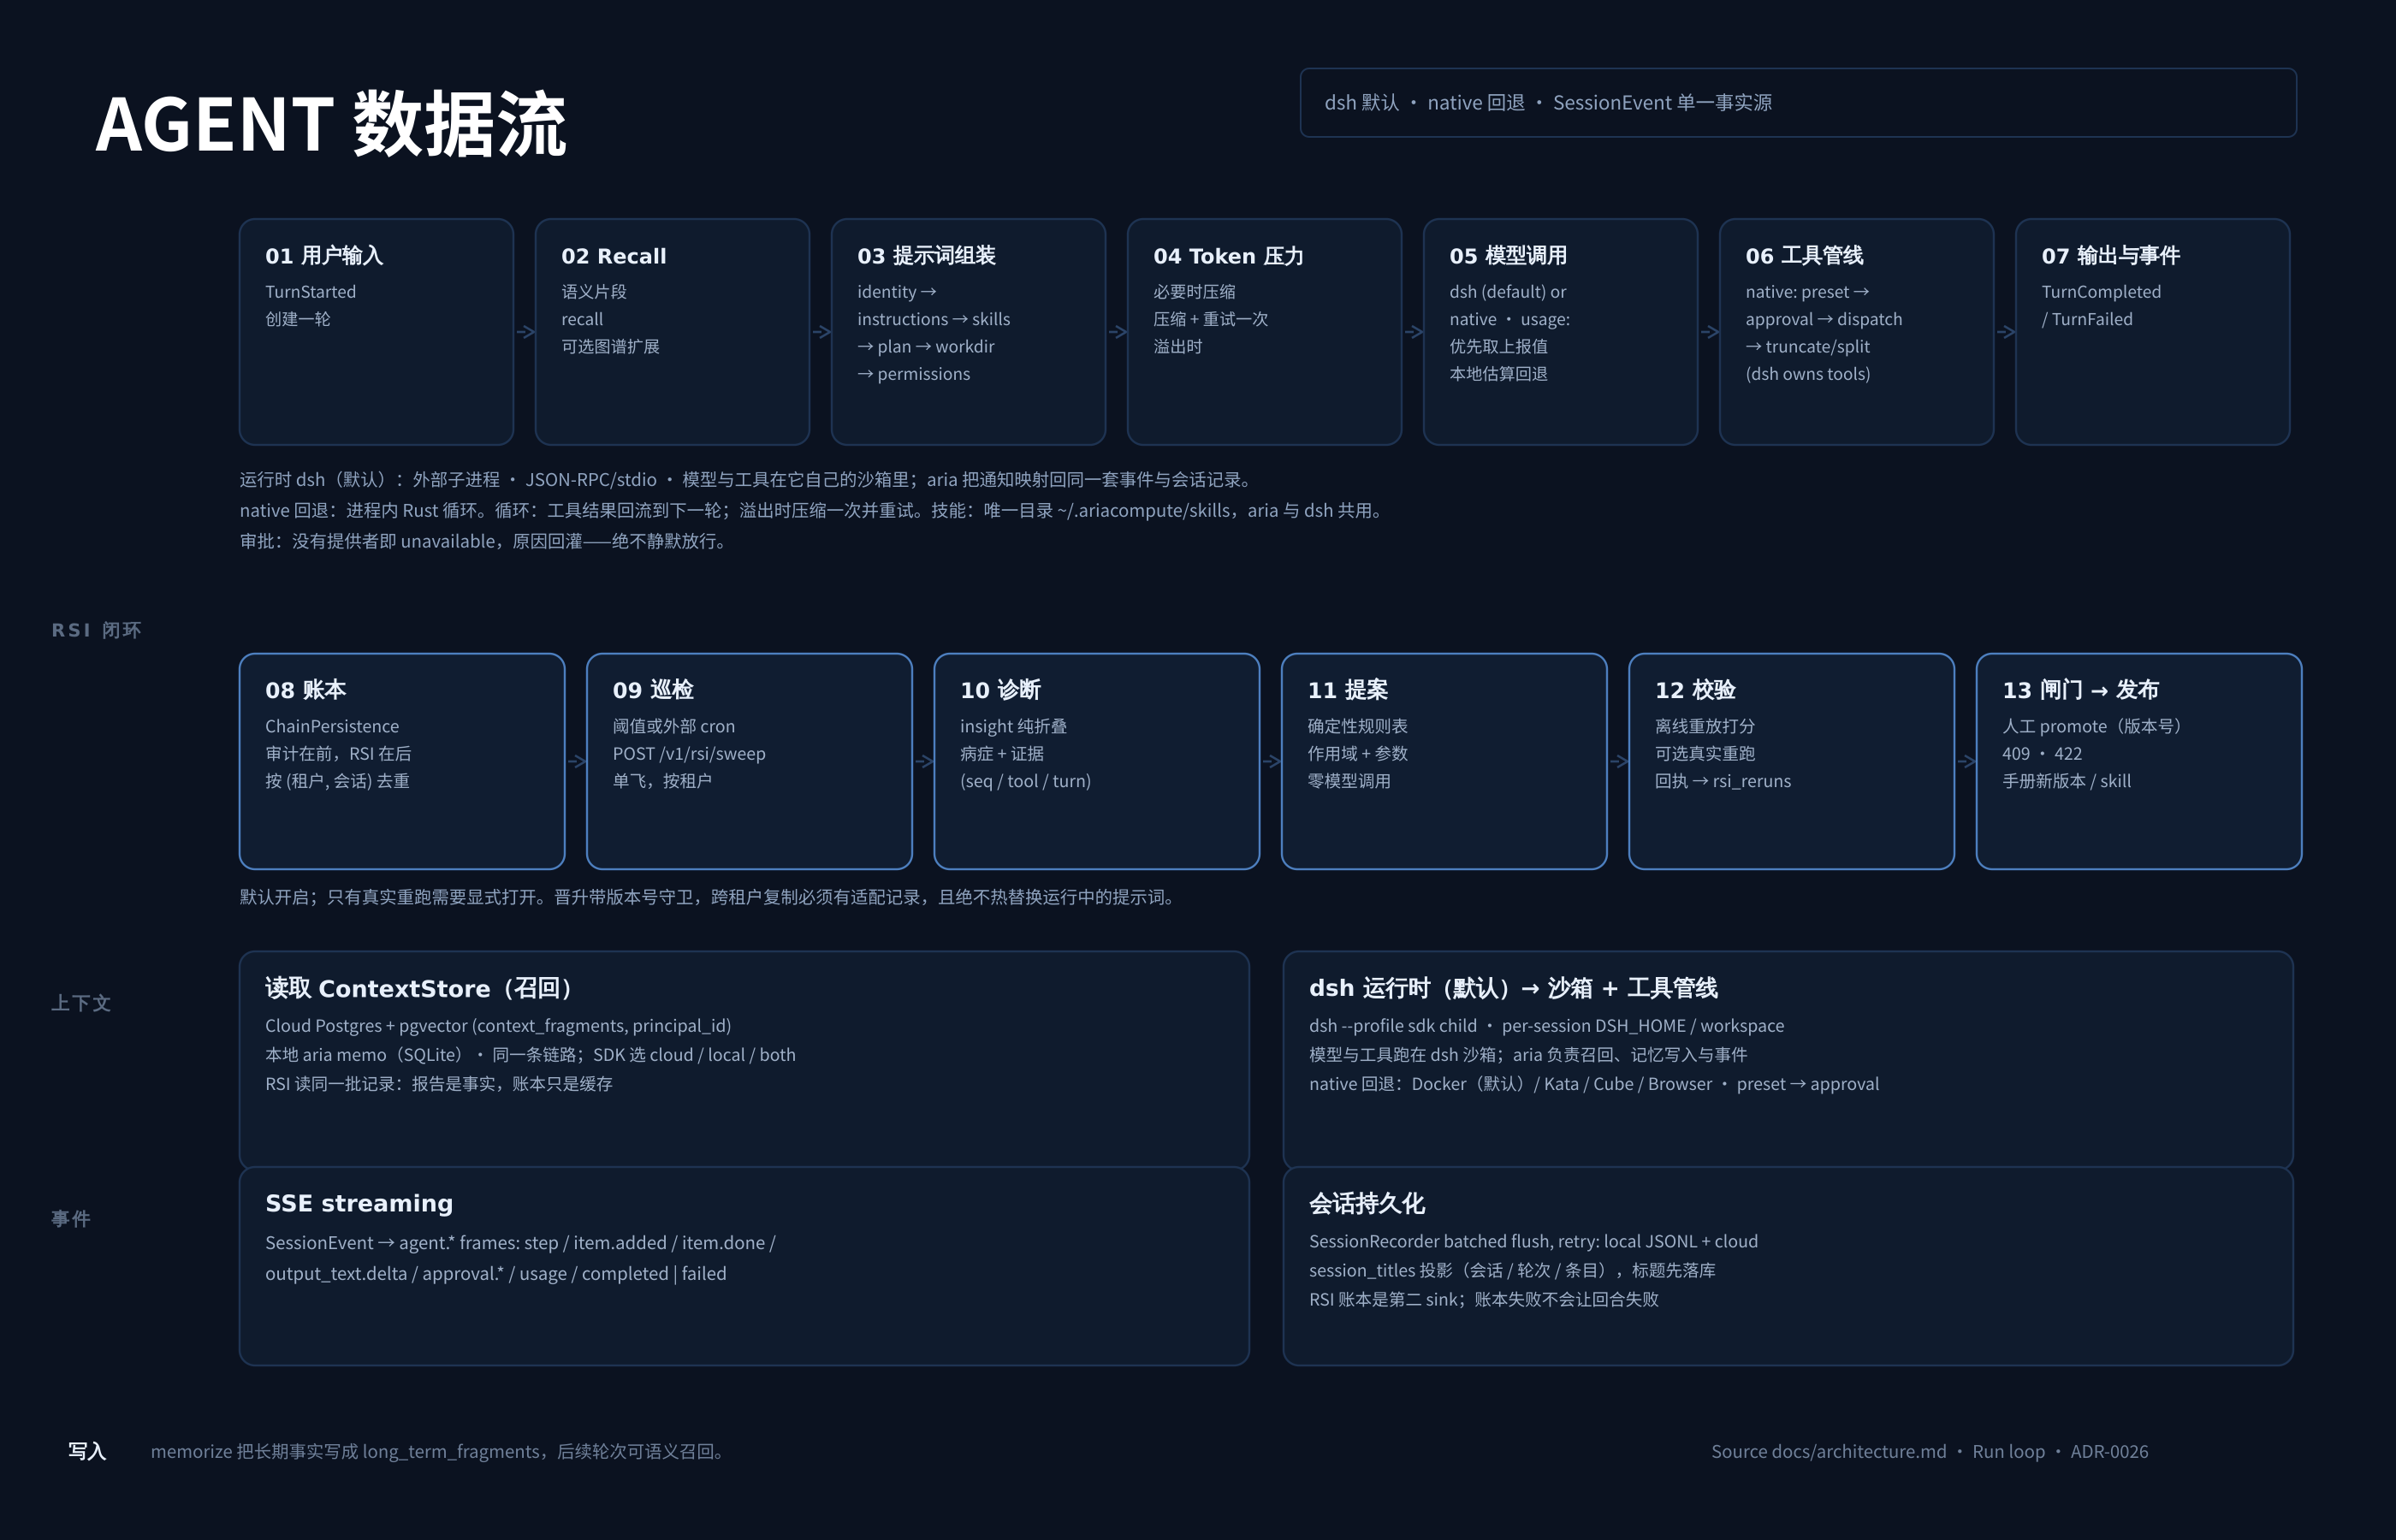 AGENT 数据流
dsh 默认 · native 回退 · SessionEvent 单一事实源
01 用户输入
TurnStarted
创建一轮
02 Recall
语义片段
recall
可选图谱扩展
03 提示词组装
identity →
instructions → skills
→ plan → workdir
→ permissions
04 Token 压力
必要时压缩
压缩 + 重试一次
溢出时
05 模型调用
dsh (default) or
native · usage:
优先取上报值
本地估算回退
06 工具管线
native: preset →
approval → dispatch
→ truncate/split
(dsh owns tools)
07 输出与事件
TurnCompleted
/ TurnFailed
运行时 dsh（默认）：外部子进程 · JSON-RPC/stdio · 模型与工具在它自己的沙箱里；aria 把通知映射回同一套事件与会话记录。
native 回退：进程内 Rust 循环。循环：工具结果回流到下一轮；溢出时压缩一次并重试。技能：唯一目录 ~/.ariacompute/skills，aria 与 dsh 共用。
审批：没有提供者即 unavailable，原因回灌——绝不静默放行。
RSI 闭环
08 账本
ChainPersistence
审计在前，RSI 在后
按 (租户, 会话) 去重
09 巡检
阈值或外部 cron
POST /v1/rsi/sweep
单飞，按租户
10 诊断
insight 纯折叠
病症 + 证据
(seq / tool / turn)
11 提案
确定性规则表
作用域 + 参数
零模型调用
12 校验
离线重放打分
可选真实重跑
回执 → rsi_reruns
13 闸门 → 发布
人工 promote（版本号）
409 · 422
手册新版本 / skill
默认开启；只有真实重跑需要显式打开。晋升带版本号守卫，跨租户复制必须有适配记录，且绝不热替换运行中的提示词。
上下文
读取 ContextStore（召回）
Cloud Postgres + pgvector (context_fragments, principal_id)
本地 aria memo（SQLite） · 同一条链路；SDK 选 cloud / local / both
RSI 读同一批记录：报告是事实，账本只是缓存
dsh 运行时（默认）→ 沙箱 + 工具管线
dsh --profile sdk child · per-session DSH_HOME / workspace
模型与工具跑在 dsh 沙箱；aria 负责召回、记忆写入与事件
native 回退：Docker（默认）/ Kata / Cube / Browser · preset → approval
事件
SSE streaming
SessionEvent → agent.* frames: step / item.added / item.done /
output_text.delta / approval.* / usage / completed | failed
会话持久化
SessionRecorder batched flush, retry: local JSONL + cloud
session_titles 投影（会话 / 轮次 / 条目），标题先落库
RSI 账本是第二 sink；账本失败不会让回合失败
写入 memorize 把长期事实写成 long_term_fragments，后续轮次可语义召回。
Source docs/architecture.md · Run loop · ADR-0026